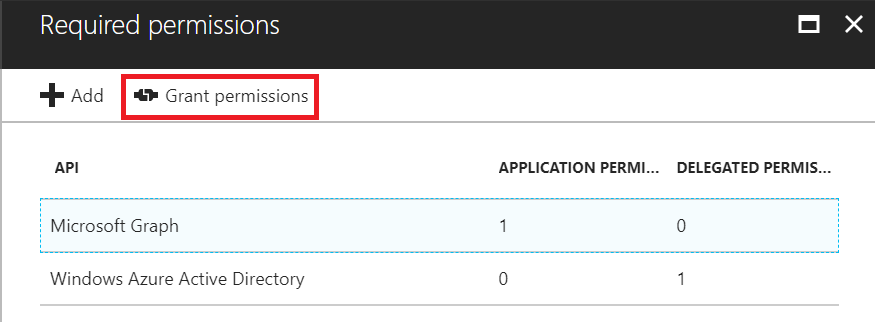 Required permissions
Add Grant permissions
API APPLICATION PERMI... DELEGATED PERMIS...
Microsoft Graph 1 0
Windows Azure Active Directory 0 1